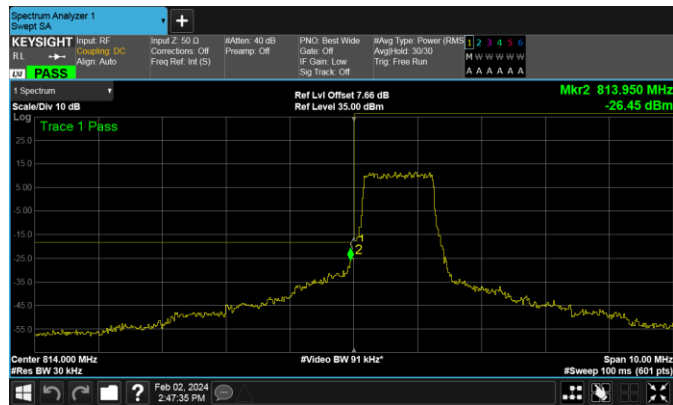 Spectrum Analyzer 1
Swept SA
+
KEYSIGHT Input: RF Input Z: 50 Ω #Atten: 40 dB PNO: Best Wide #Avg Type: Power (RMS 1 2 3 4 5 6
RL Coupling: DC Corrections: Off Preamp: Off Gate: Off Avg|Hold: 30/30 M W W W W W
Align: Auto Freq Ref: Int (S) IF Gain: Low Trig: Free Run
LXI PASS Sig Track: Off A A A A A A
1 Spectrum Ref Lvl Offset 7.66 dB Mkr2 813.950 MHz
Scale/Div 10 dB Ref Level 35.00 dBm -26.45 dBm
Log
Trace 1 Pass
25.0
15.0
5.00
-5.00
-15.0
2
-25.0
-35.0
-45.0
-55.0
Center 814.000 MHz #Video BW 91 kHz* Span 10.00 MHz
#Res BW 30 kHz #Sweep 100 ms (601 pts)
? Feb 02, 2024
2:47:35 PM